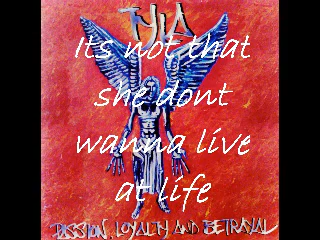 TYLA
Its not that
she dont
wanna live
at life
PASSION, LOYALTY AND BETRAYAL